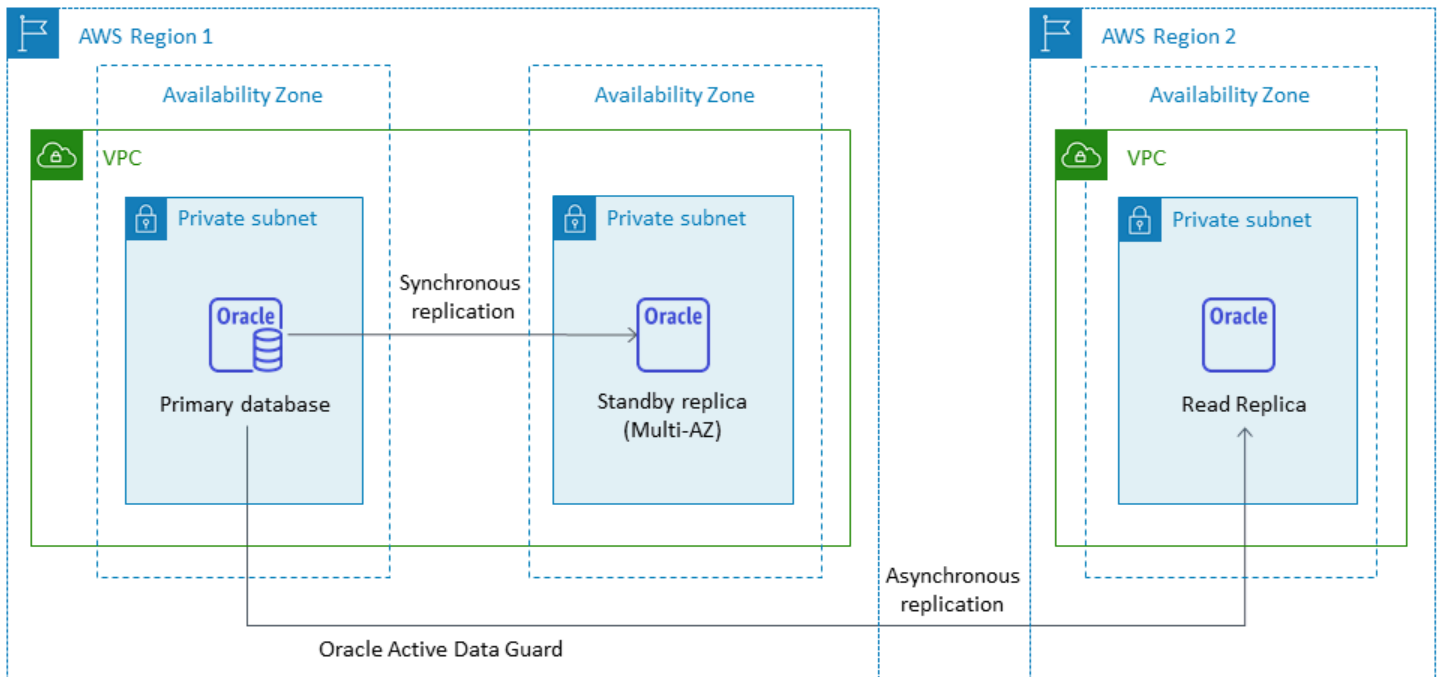 AWS Region 1
AWS Region 2
Availability Zone
Availability Zone
Availability Zone
VPC
VPC
Private subnet
Private subnet
Private subnet
Synchronous
replication
Oracle
Oracle
Oracle
Primary database
Standby replica
(Multi-AZ)
Read Replica
Asynchronous
replication
Oracle Active Data Guard